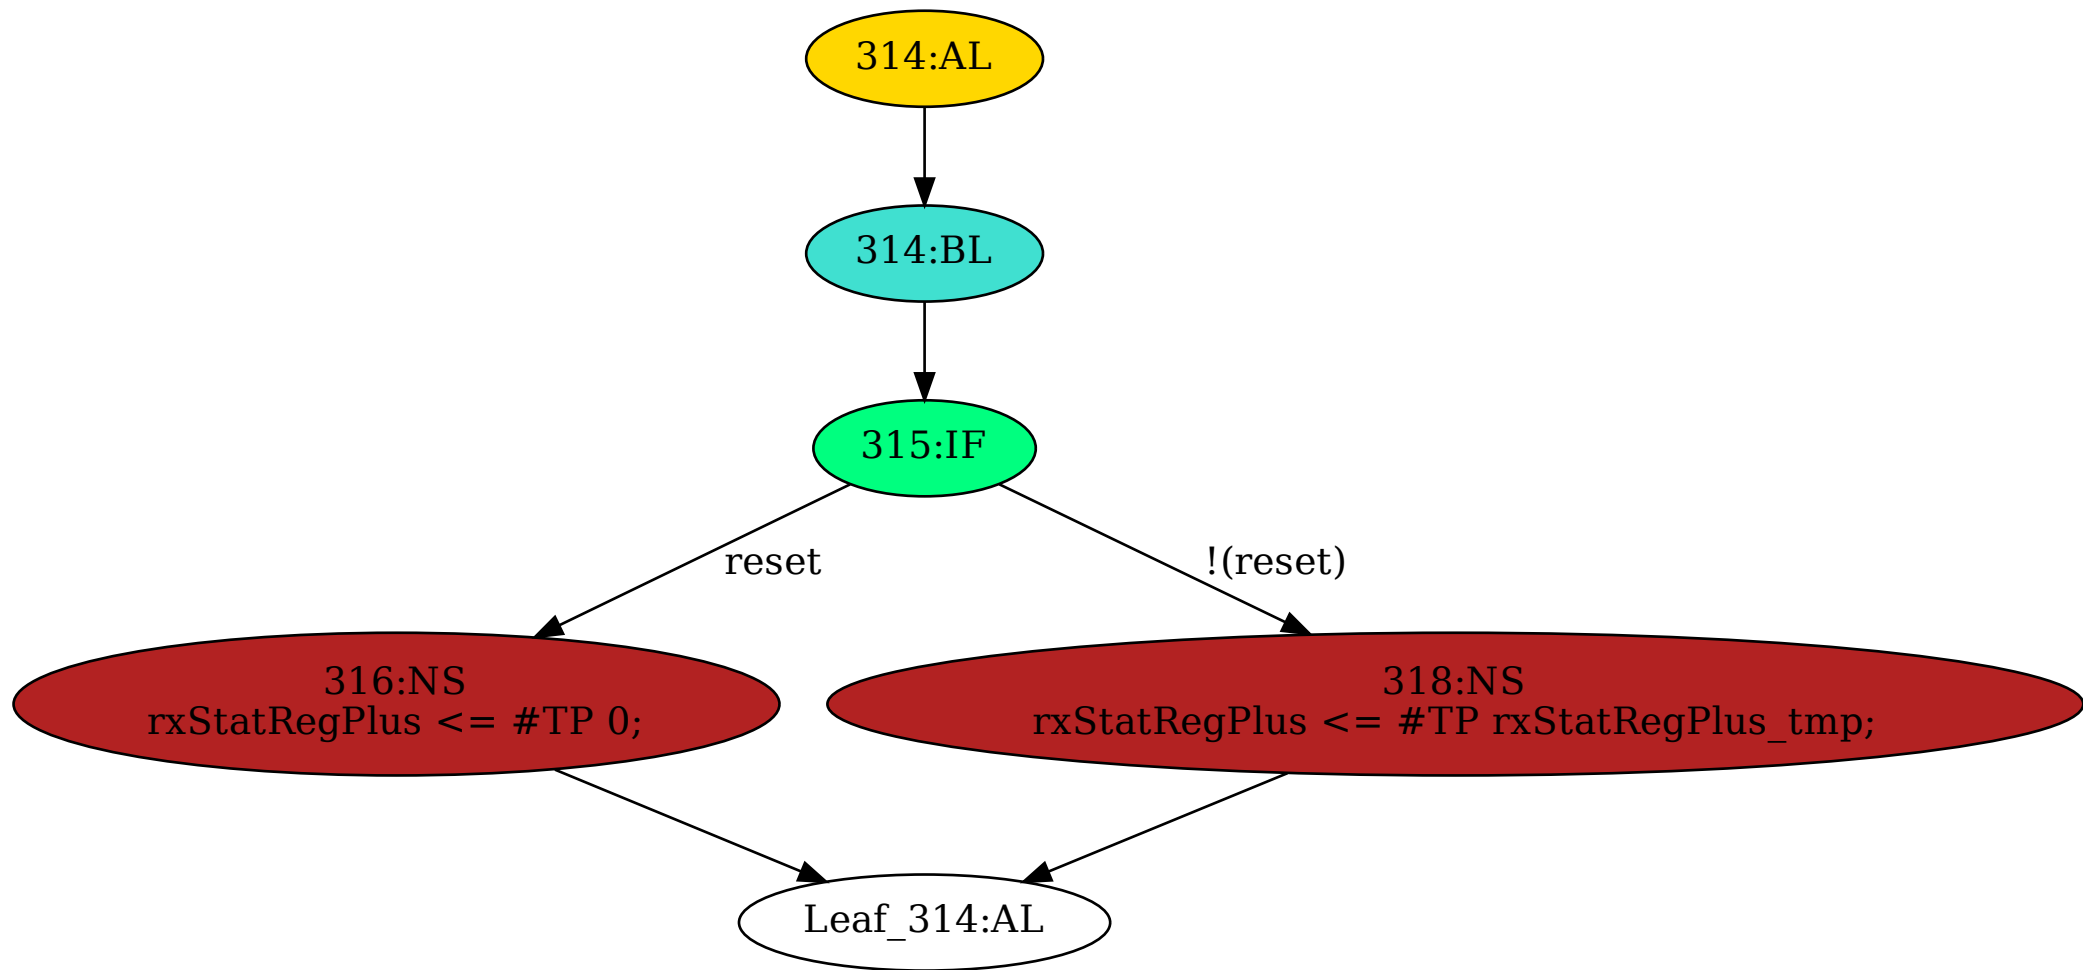 314:AL
314:BL
315:IF
reset
!(reset)
316:NS
rxStatRegPlus <= #TP 0;
318:NS
rxStatRegPlus <= #TP rxStatRegPlus_tmp;
Leaf_314:AL